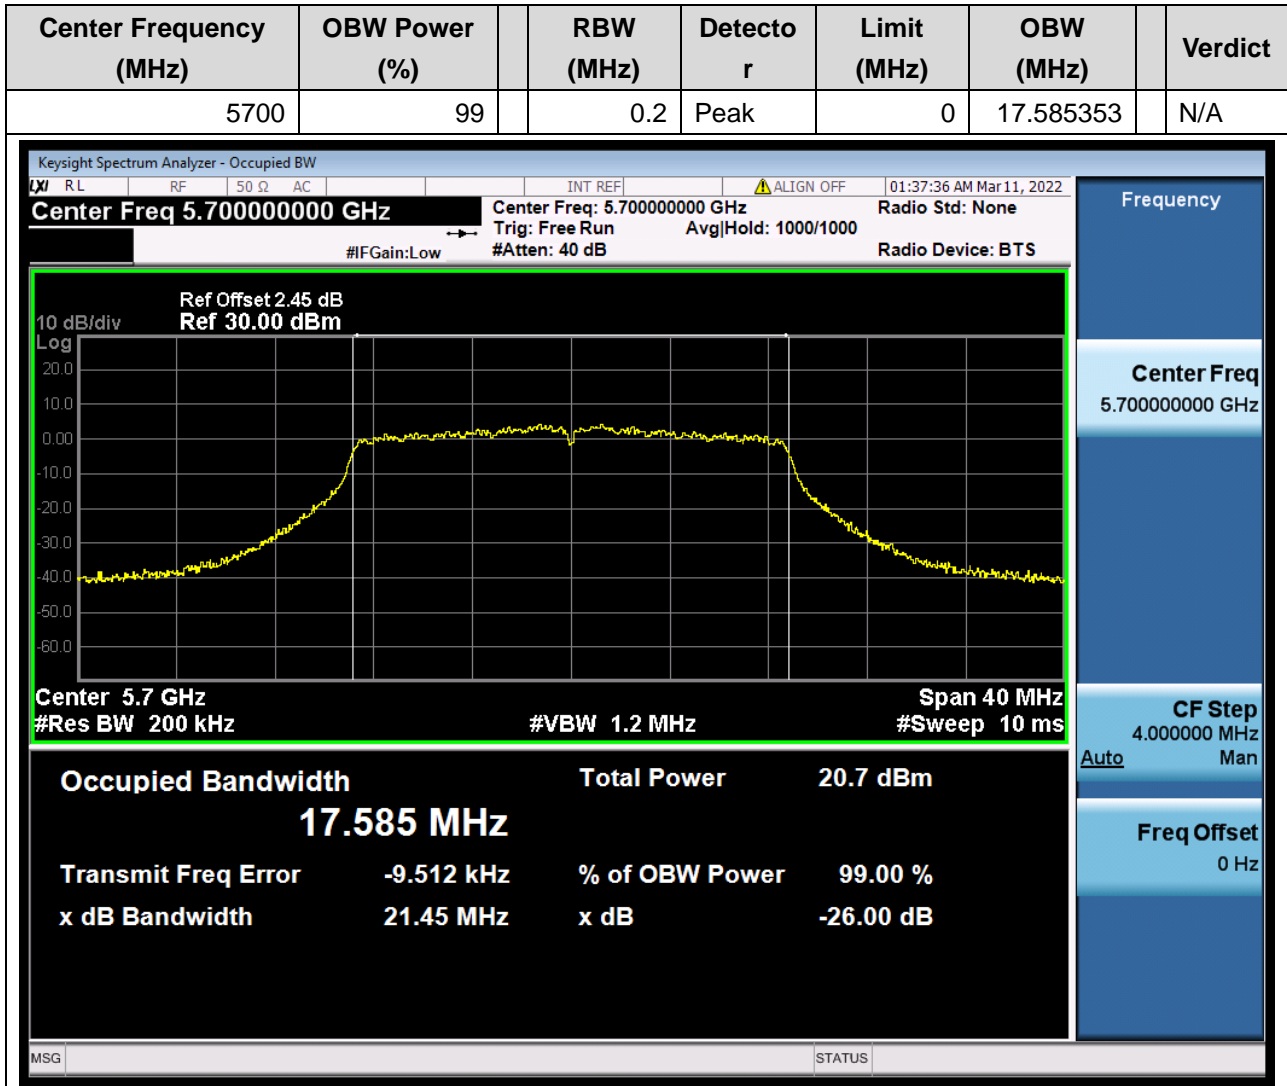 Center Frequency (MHz) OBW Power (%) RBW (MHz) Detector Limit (MHz) OBW (MHz) Verdict
5700 99 0.2 Peak 0 17.585353 N/A
Keysight Spectrum Analyzer - Occupied BW
LXI RL RF 50 Ω AC INT REF ALIGN OFF 01:37:36 AM Mar 11, 2022
Center Freq 5.700000000 GHz
Center Freq: 5.700000000 GHz Radio Std: None
Trig: Free Run Avg|Hold: 1000/1000
#IFGain:Low #Atten: 40 dB Radio Device: BTS
Ref Offset 2.45 dB
10 dB/div Ref 30.00 dBm
Log
20.0
10.0
0.00
-10.0
-20.0
-30.0
-40.0
-50.0
-60.0
Center 5.7 GHz Span 40 MHz
#Res BW 200 kHz #VBW 1.2 MHz #Sweep 10 ms
Occupied Bandwidth Total Power 20.7 dBm
17.585 MHz
Transmit Freq Error -9.512 kHz % of OBW Power 99.00 %
x dB Bandwidth 21.45 MHz x dB -26.00 dB
Frequency
Center Freq
5.700000000 GHz
CF Step
4.000000 MHz
Auto Man
Freq Offset
0 Hz
MSG STATUS